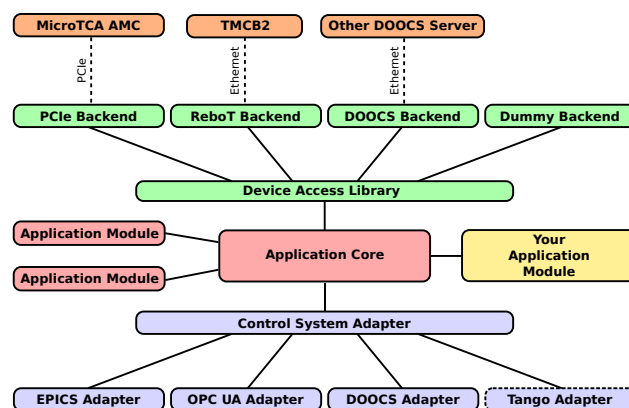 MicroTCA AMC
TMCB2
Other DOOCS Server
PCIe
Ethernet
Ethernet
PCIe Backend
ReboT Backend
DOOCS Backend
Dummy Backend
Device Access Library
Application Module
Application Module
Application Core
Your
Application
Module
Control System Adapter
EPICS Adapter
OPC UA Adapter
DOOCS Adapter
Tango Adapter